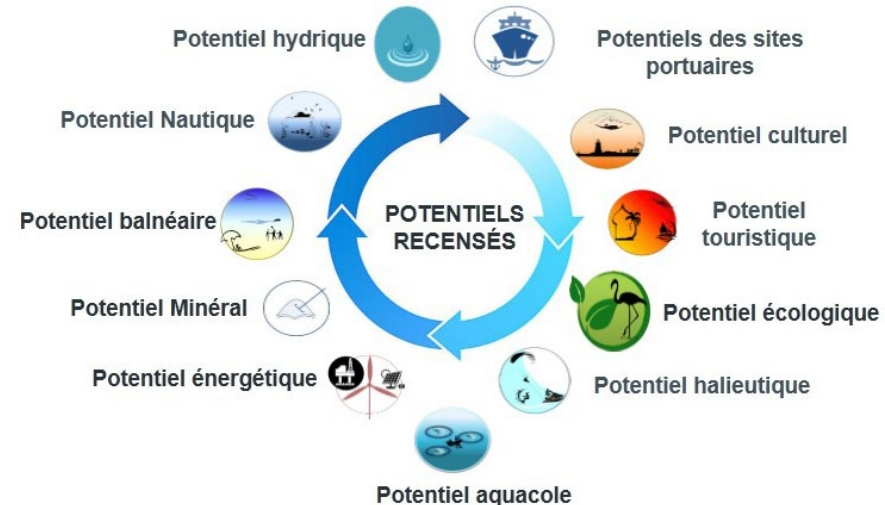 Potentiel hydrique
Potentiels des sites
portuaires
Potentiel Nautique
Potentiel culturel
Potentiel balnéaire
POTENTIELS
RECENSÉS
Potentiel
touristique
Potentiel Minéral
Potentiel écologique
Potentiel énergétique
Potentiel halieutique
Potentiel aquacole